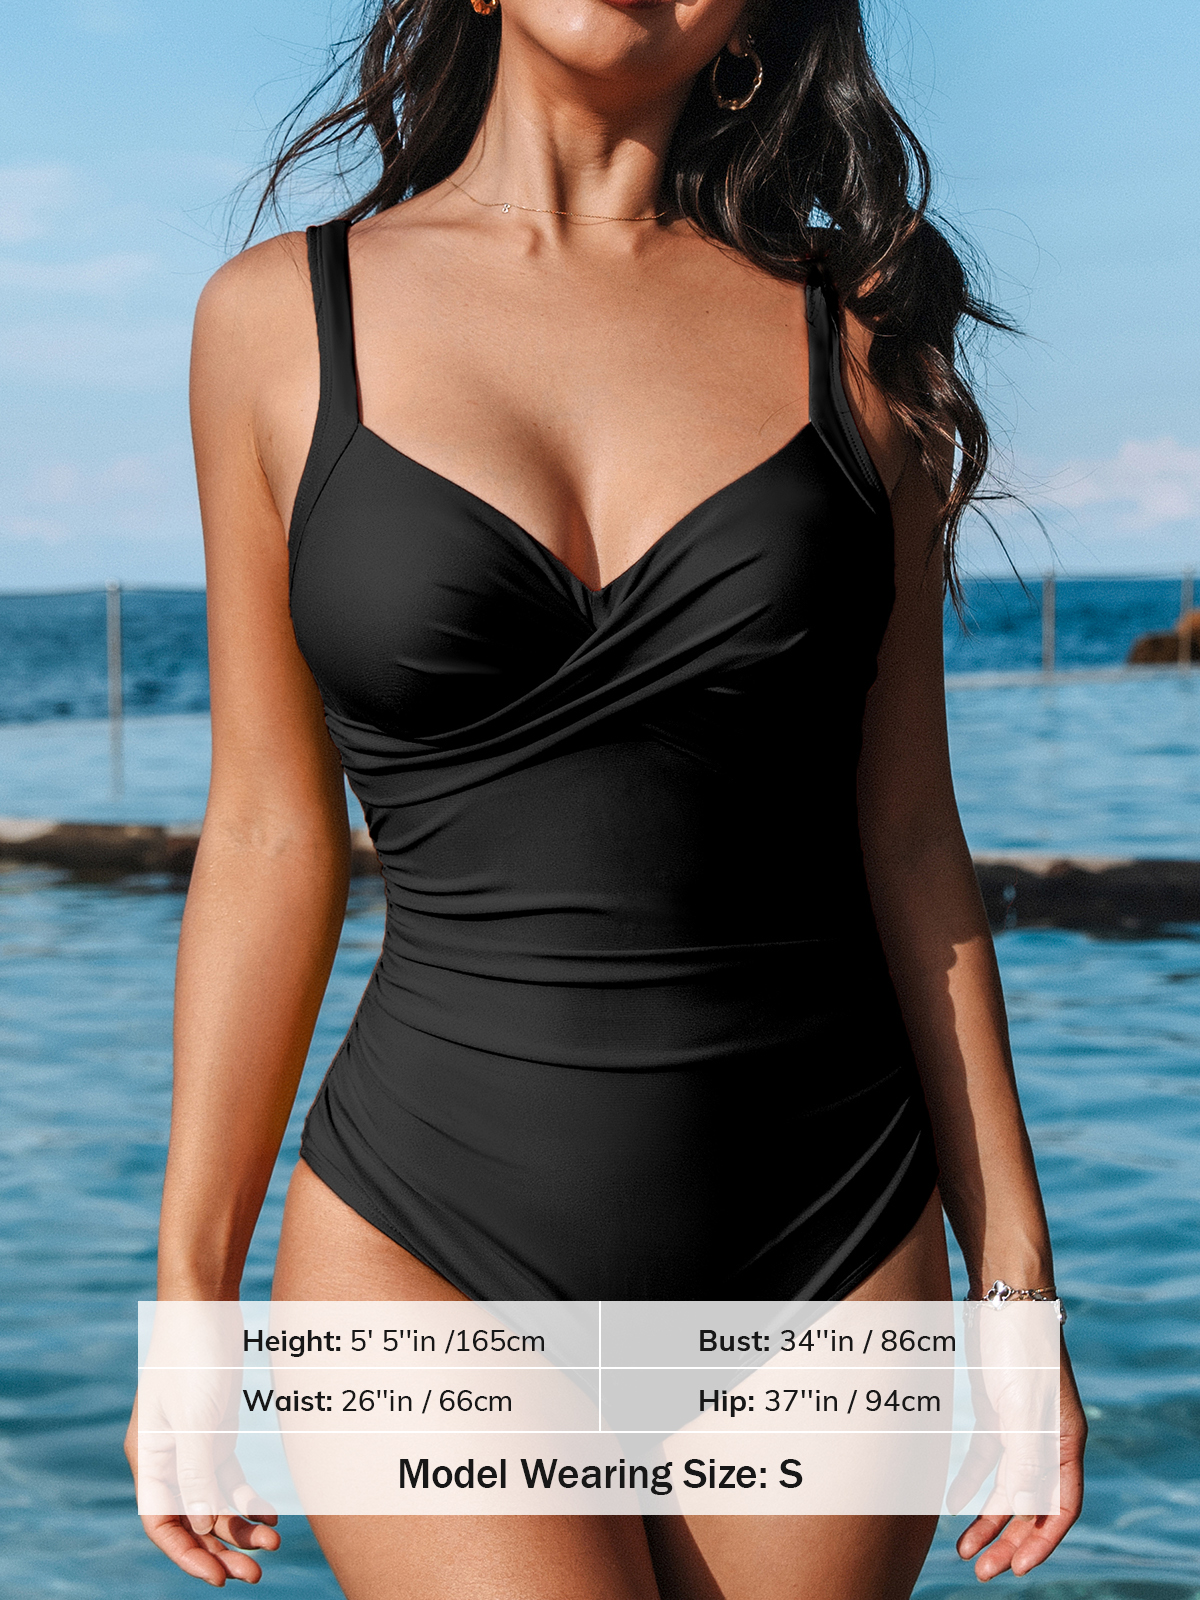 Height: 5' 5''in /165cm
Bust: 34''in / 86cm
Waist: 26''in / 66cm
Hip: 37''in / 94cm
Model Wearing Size: S